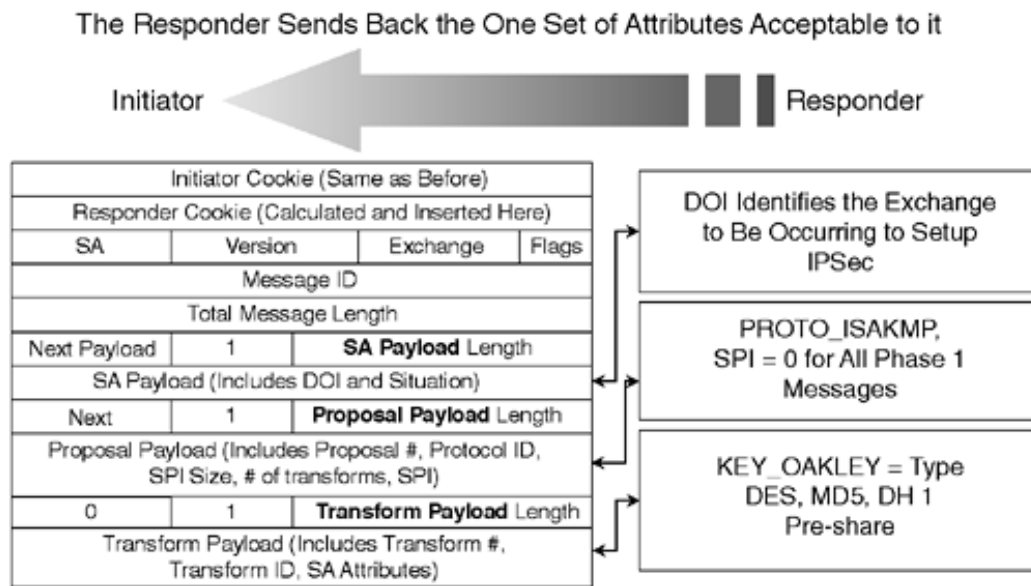 The Responder Sends Back the One Set of Attributes Acceptable to it
Initiator
Responder
Initiator Cookie (Same as Before)
Responder Cookie (Calculated and Inserted Here)
SA Version Exchange Flags
Message ID
Total Message Length
Next Payload 1 SA Payload Length
SA Payload (Includes DOI and Situation)
Next 1 Proposal Payload Length
Proposal Payload (Includes Proposal #, Protocol ID,
SPI Size, # of transforms, SPI)
0 1 Transform Payload Length
Transform Payload (Includes Transform #,
Transform ID, SA Attributes)
DOI Identifies the Exchange
to Be Occurring to Setup
IPSec
PROTO_ISAKMP,
SPI = 0 for All Phase 1
Messages
KEY_OAKLEY = Type
DES, MD5, DH 1
Pre-share